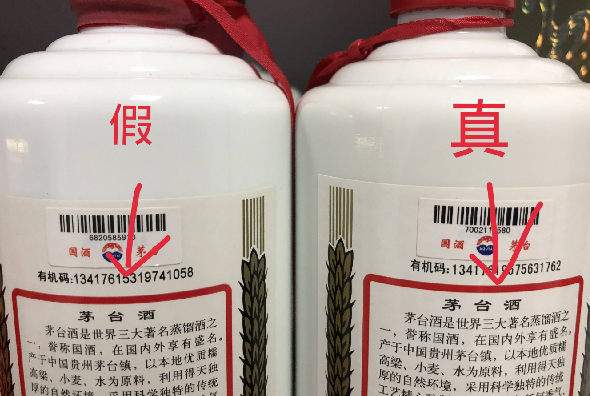 假
6820585970
国酒 茅台
有机码:13417615319741058
茅台酒
茅台酒是世界三大著名蒸馏酒之
一,誉称国酒,在国内外享有盛名。
产于中国贵州茅台镇,以本地优质糯
高粱、小麦、水为原料,利用得天独
厚的自然环境,采用科学独特的传统
真
国酒 茅台
茅台酒
茅台酒是世界三大著名蒸馏酒之
一,誉称国酒,在国内外享有盛名。
产于中国贵州茅台镇,以本地优质糯
高粱、小麦、水为原料,利用得天独
厚的自然环境,采用科学独特的传统